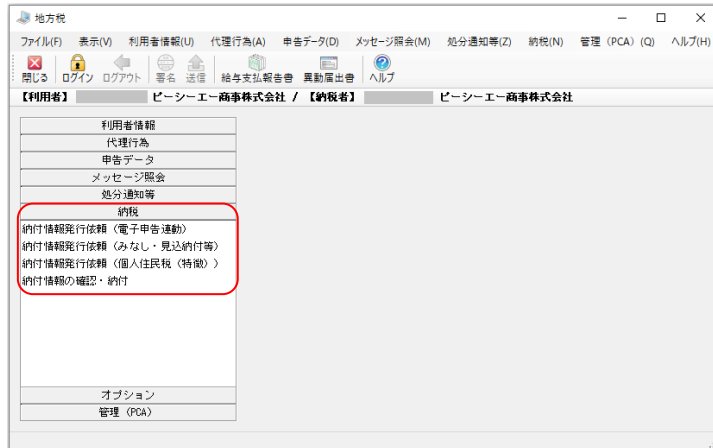 地方税
ファイル(F) 表示(V) 利用者情報(U) 代理行為(A) 申告データ(D) メッセージ照会(M) 処分通知等(Z) 納税(N) 管理（PCA）(Q) ヘルプ(H)
閉じる ログイン ログアウト 署名 送信 給与支払報告書 異動届出書 ヘルプ
【利用者】 ピーシーエー商事株式会社 / 【納税者】 ピーシーエー商事株式会社
利用者情報
代理行為
申告データ
メッセージ照会
処分通知等
納税
納付情報発行依頼（電子申告連動）
納付情報発行依頼（みなし・見込納付等）
納付情報発行依頼（個人住民税（特徴））
納付情報の確認・納付
オプション
管理（PCA）